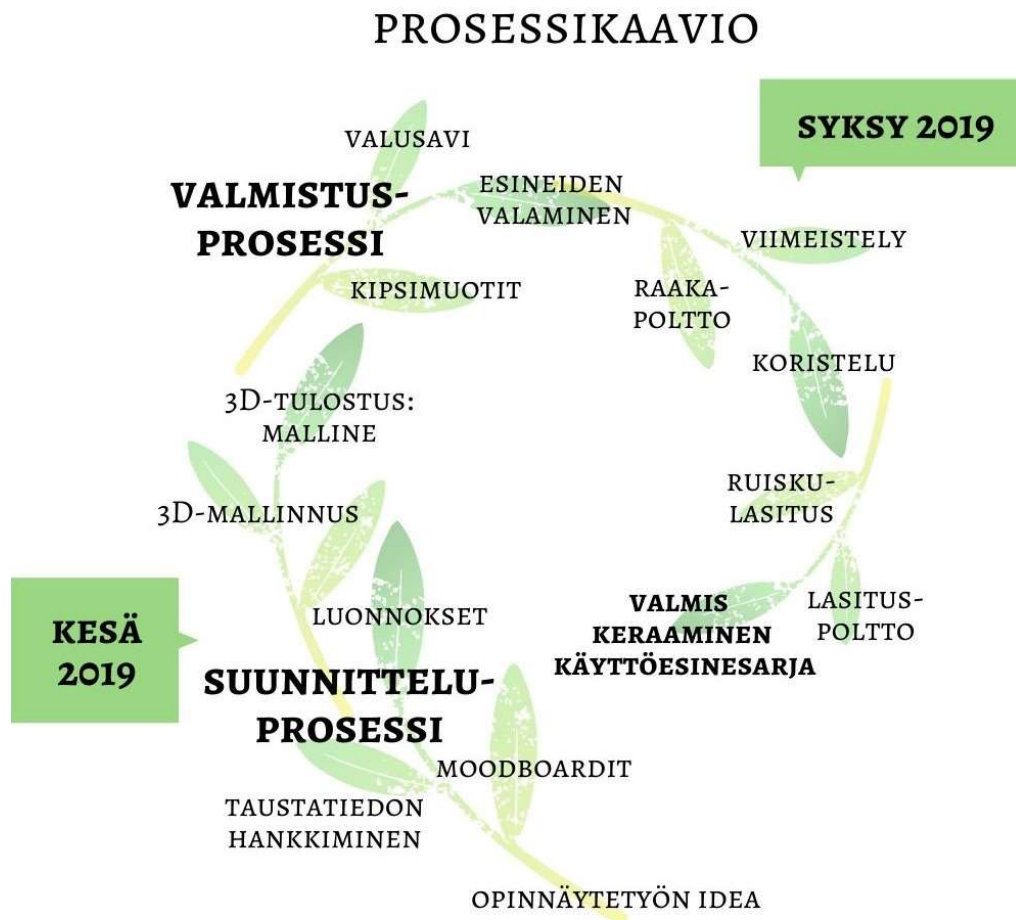 PROSESSIKAAVIO
SYKSY 2019
VALUSAVI
VALMISTUS-
PROSESSI
ESINEIDEN
VALAMINEN
VIIMEISTELY
KIPSIMUOTIT
RAAKA-
POLTTO
KORISTELU
3D-TULOSTUS:
MALLINE
3D-MALLINNUS
RUISKU-
LASITUS
KESÄ
2019
LUONNOKSET
VALMIS
KERAAMINEN
KÄYTTÖESINESARJA
LASITUS-
POLTTO
SUUNNITTELU-
PROSESSI
MOODBOARDIT
TAUSTATIEDON
HANKKIMINEN
OPINNÄYTETYÖN IDEA